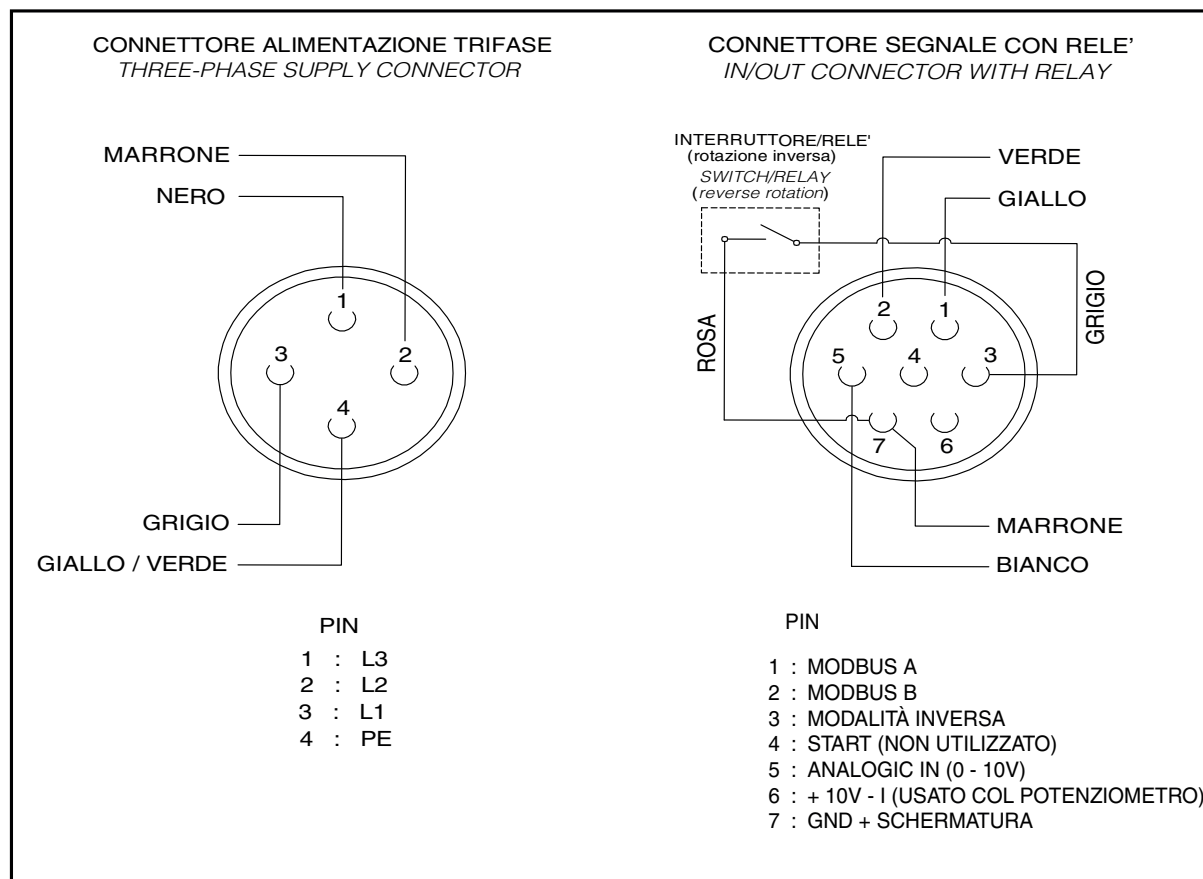 CONNETTORE ALIMENTAZIONE TRIFASE
THREE-PHASE SUPPLY CONNECTOR
MARRONE
NERO
1
3
2
4
GRIGIO
GIALLO / VERDE
PIN
1 : L3
2 : L2
3 : L1
4 : PE
CONNETTORE SEGNALE CON RELE'
IN/OUT CONNECTOR WITH RELAY
INTERRUTTORE/RELE'
(rotazione inversa)
SWITCH/RELAY
(reverse rotation)
VERDE
GIALLO
ROSA
GRIGIO
2
1
5
4
3
7
6
MARRONE
BIANCO
PIN
1 : MODBUS A
2 : MODBUS B
3 : MODALITÀ INVERSA
4 : START (NON UTILIZZATO)
5 : ANALOGIC IN (0 - 10V)
6 : + 10V - I (USATO COL POTENZIOMETRO)
7 : GND + SCHERMATURA